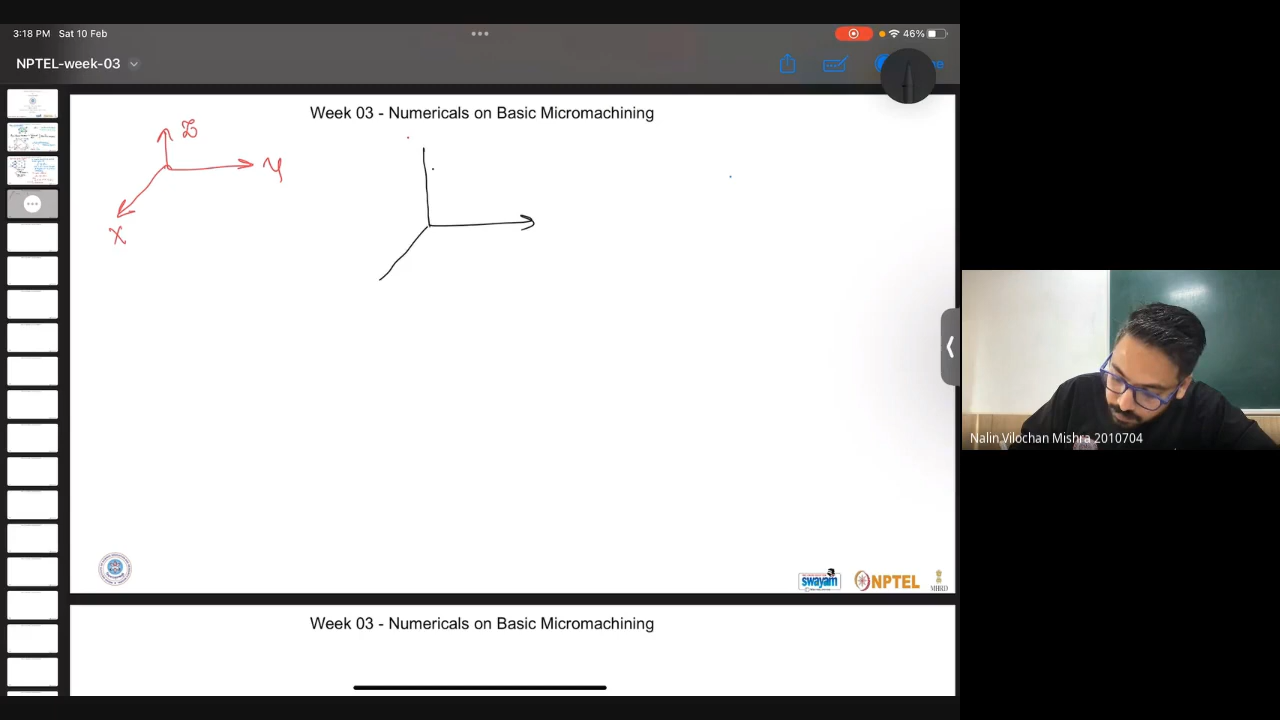 3:18 PM Sat 10 Feb
46%
NPTEL-week-03
Week 03 - Numericals on Basic Micromachining
Z
Y
X
Nalin Vilochan Mishra 2010704
swayam
NPTEL
MHRD
Week 03 - Numericals on Basic Micromachining